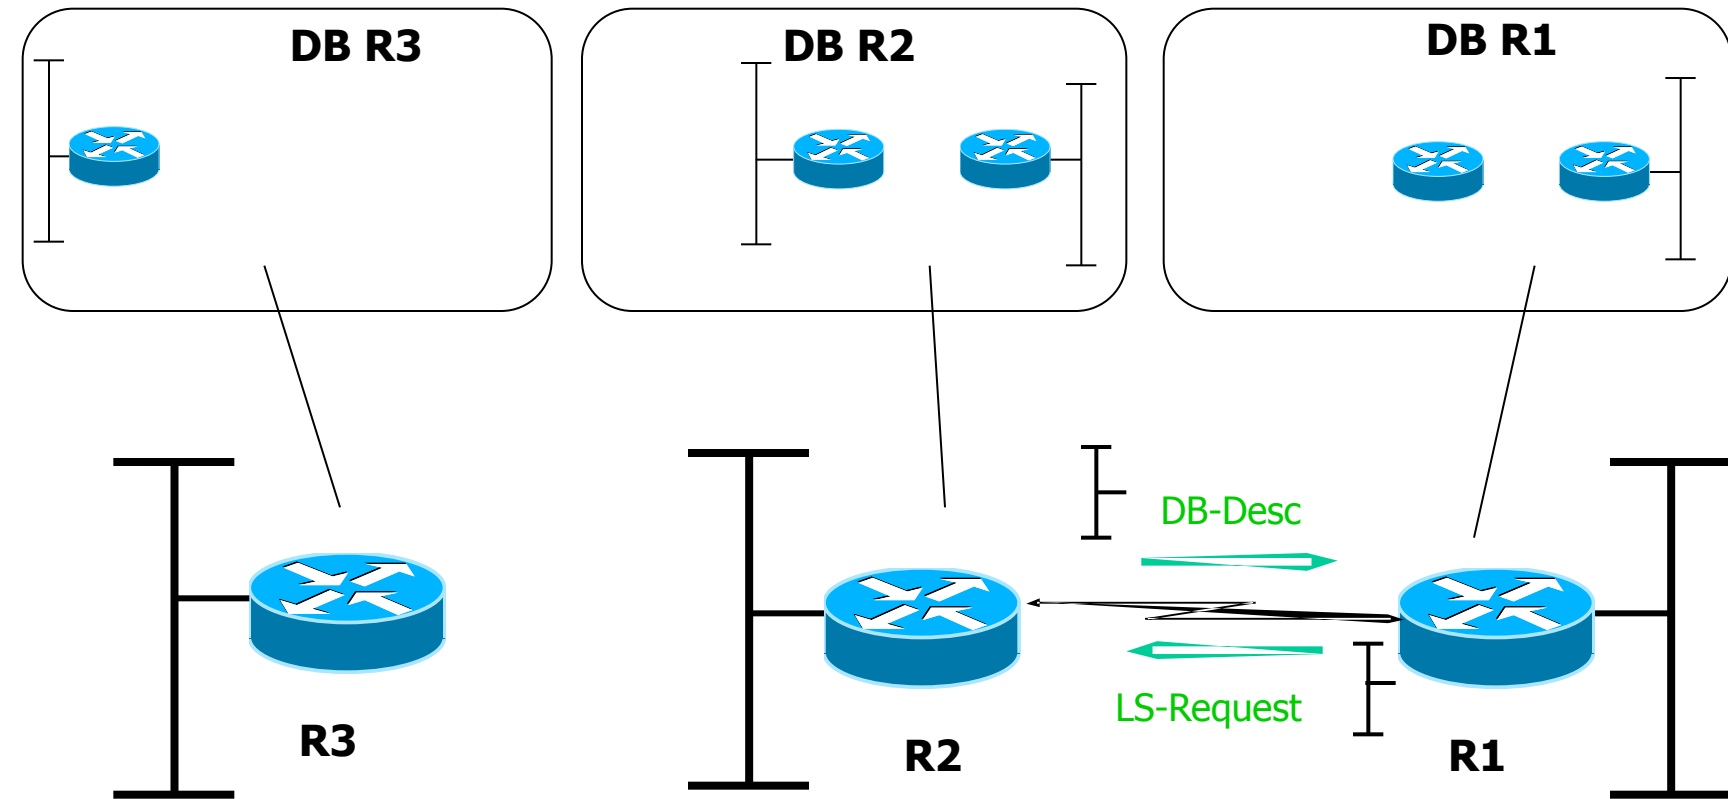 DB R3
DB R2
DB R1
DB-Desc
LS-Request
R3
R2
R1